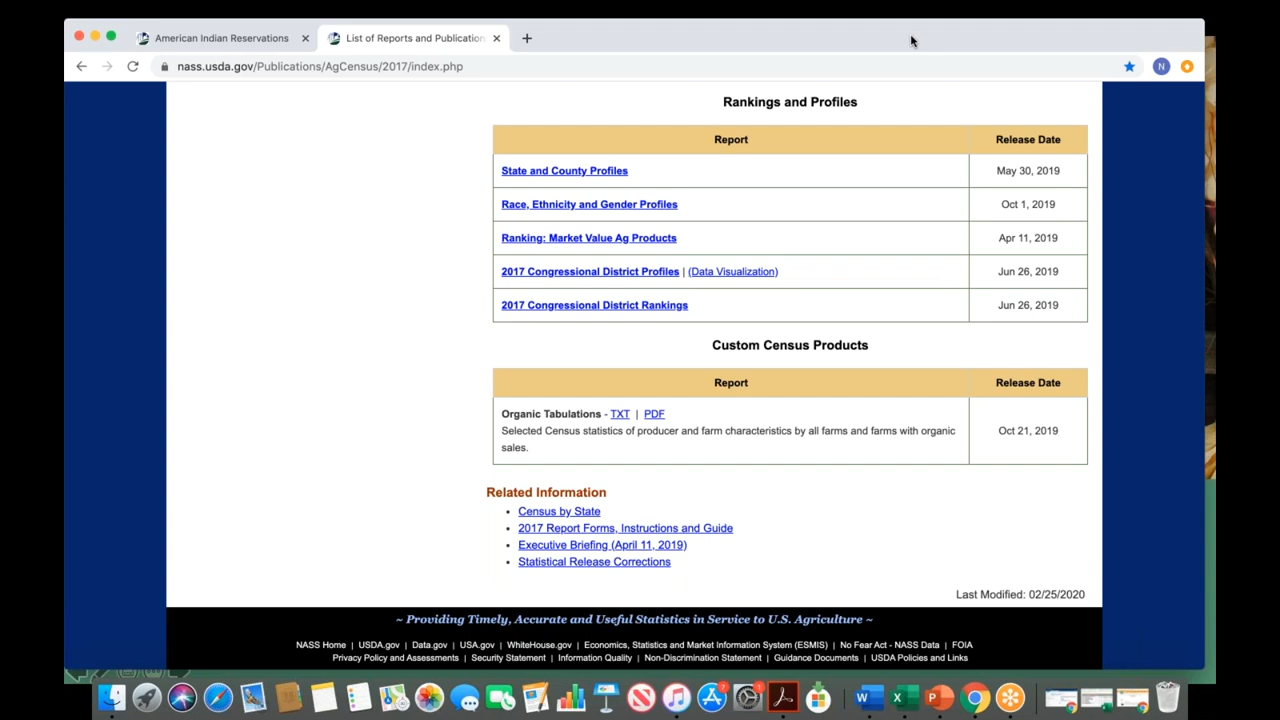 American Indian Reservations
List of Reports and Publication
nass.usda.gov/Publications/AgCensus/2017/index.php
N
Rankings and Profiles
Report Release Date
State and County Profiles May 30, 2019
Race, Ethnicity and Gender Profiles Oct 1, 2019
Ranking: Market Value Ag Products Apr 11, 2019
2017 Congressional District Profiles | (Data Visualization) Jun 26, 2019
2017 Congressional District Rankings Jun 26, 2019
Custom Census Products
Report Release Date
Organic Tabulations - TXT | PDF
Selected Census statistics of producer and farm characteristics by all farms and farms with organic Oct 21, 2019
sales.
Related Information
• Census by State
• 2017 Report Forms, Instructions and Guide
• Executive Briefing (April 11, 2019)
• Statistical Release Corrections
Last Modified: 02/25/2020
~ Providing Timely, Accurate and Useful Statistics in Service to U.S. Agriculture ~
NASS Home | USDA.gov | Data.gov | USA.gov | WhiteHouse.gov | Economics, Statistics and Market Information System (ESMIS) | No Fear Act - NASS Data | FOIA
Privacy Policy and Assessments | Security Statement | Information Quality | Non-Discrimination Statement | Guidance Documents | USDA Policies and Links